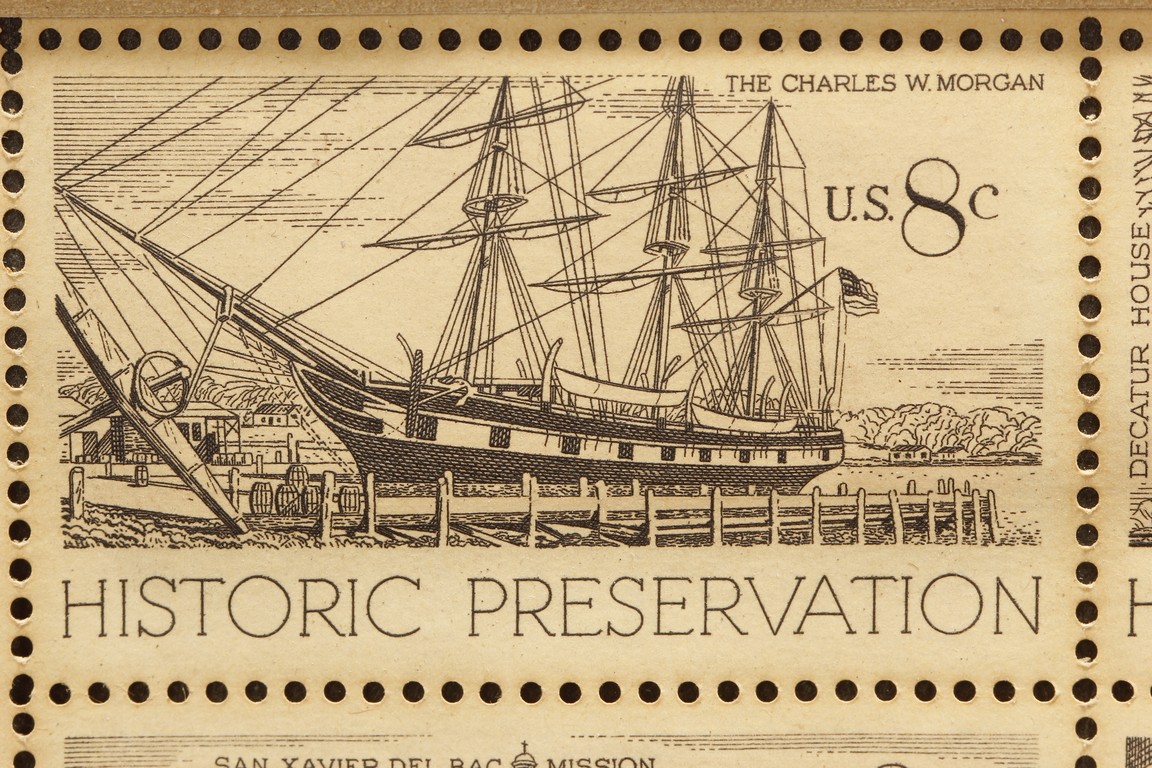 THE CHARLES W. MORGAN
U.S. 8c
HISTORIC PRESERVATION
DECATUR HOUSE
H
SAN XAVIER DEL BAC MISSION